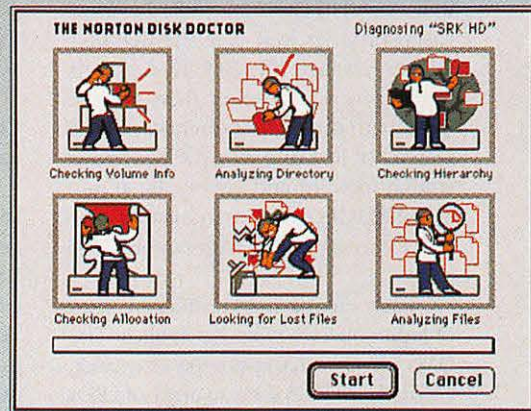 THE NORTON DISK DOCTOR Diagnosing “SRK HD”
Checking Volume Info Analyzing Directory Checking Hierarchy
Checking Allocation Looking for Lost Files Analyzing Files
Start Cancel